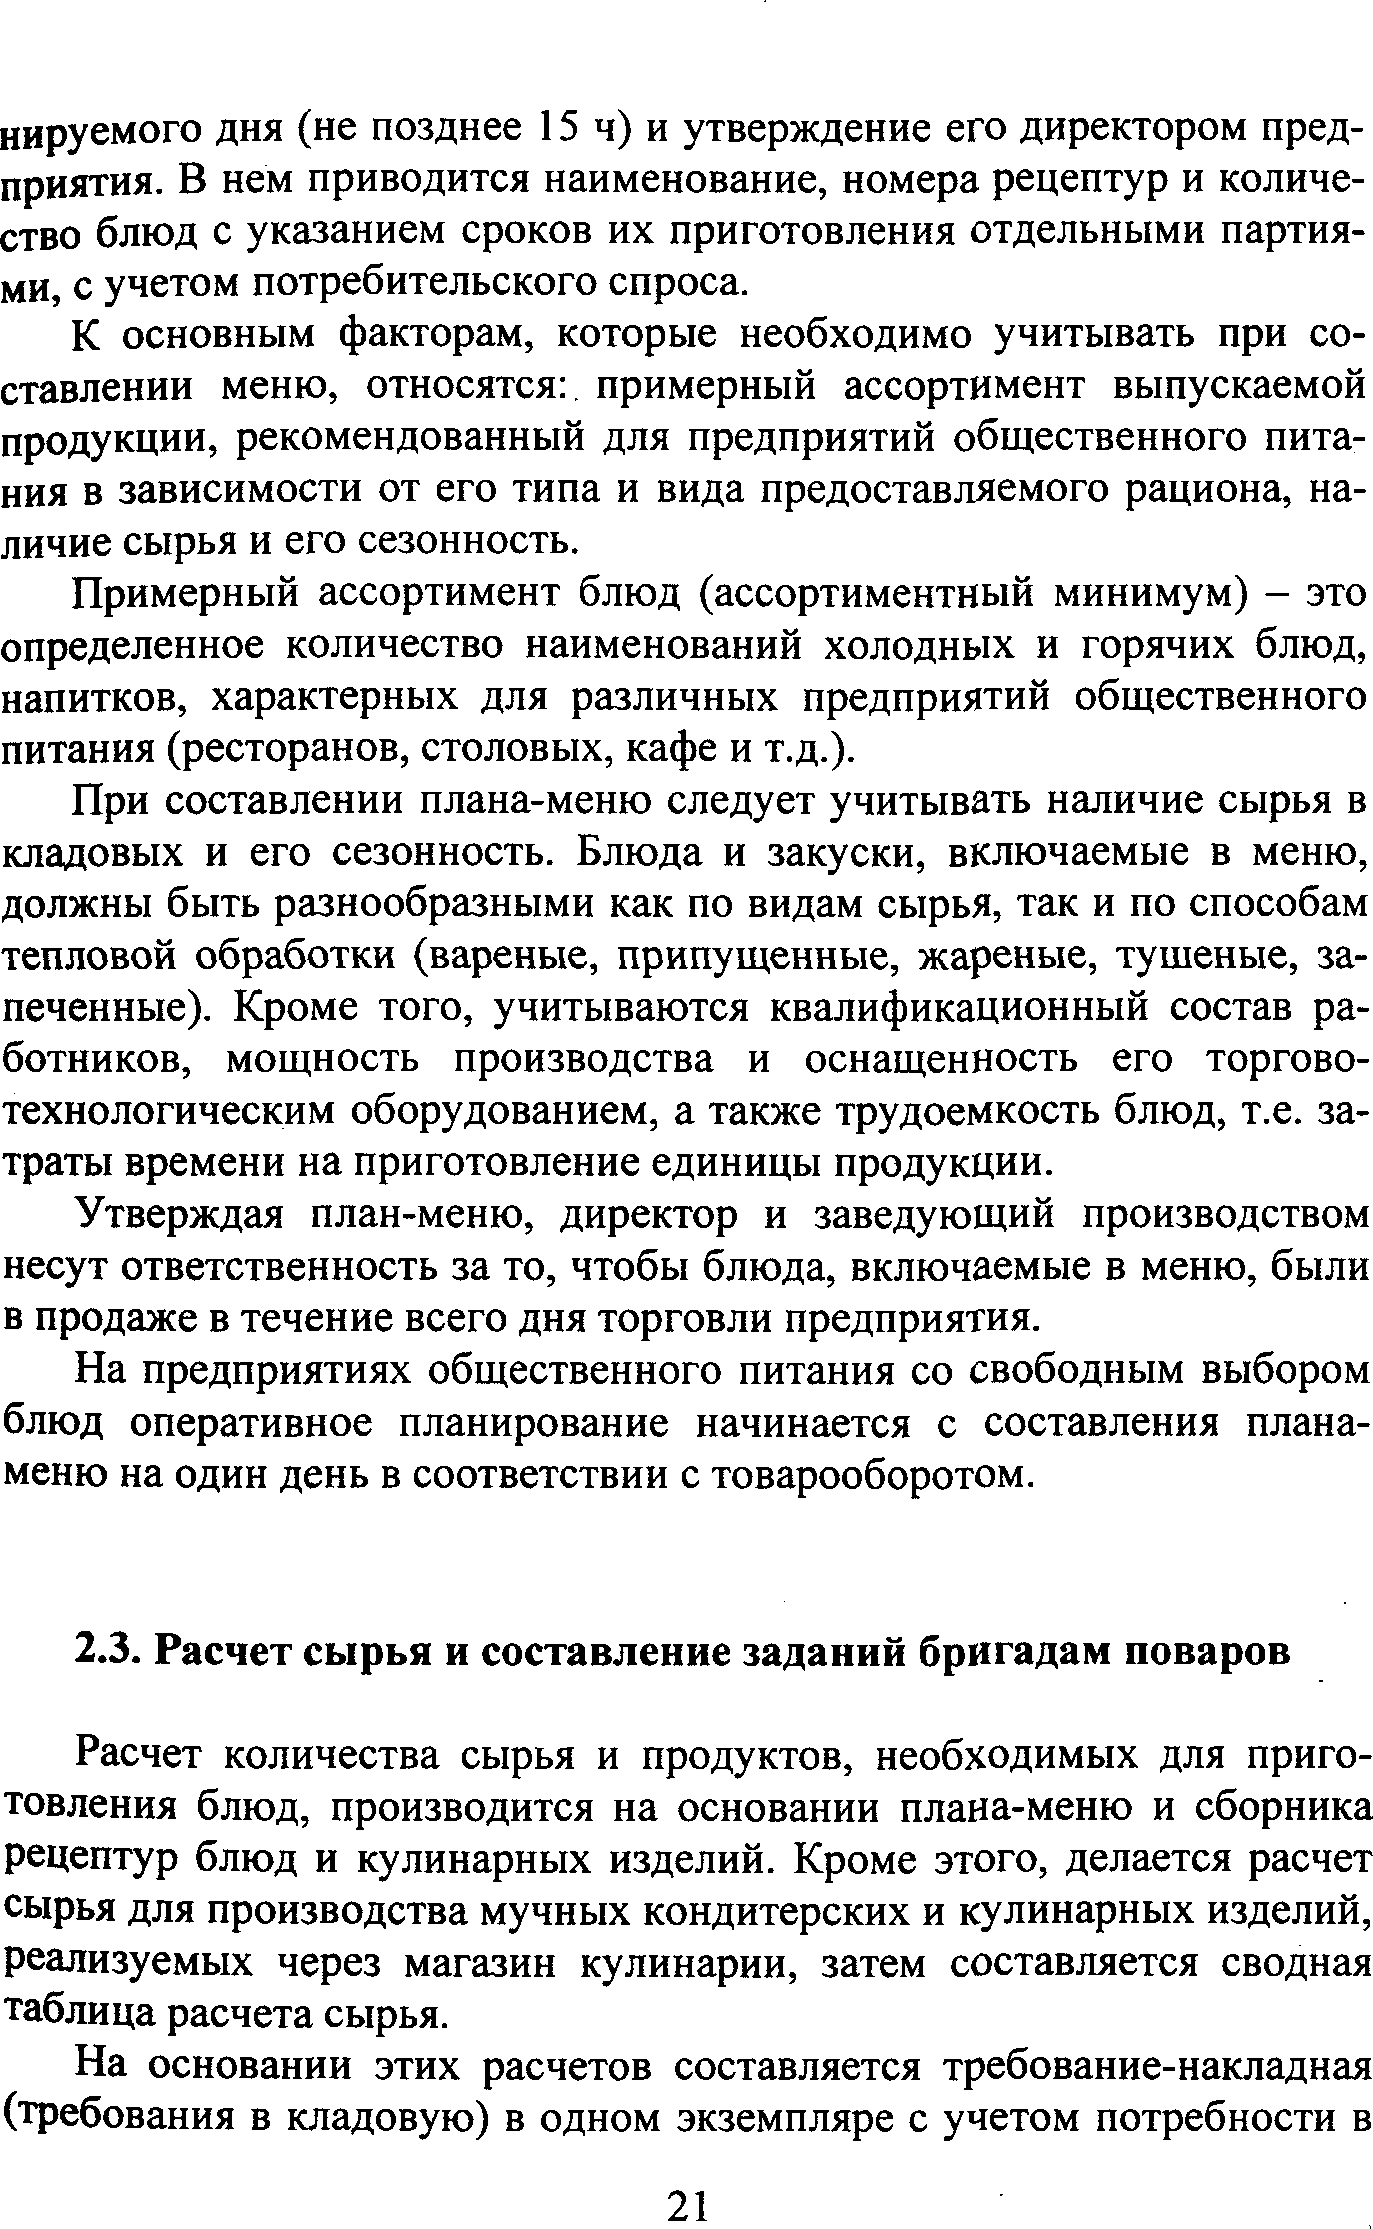 нируемого дня (не позднее 15 ч) и утверждение его директором пред-
приятия. В нем приводится наименование, номера рецептур и количе-
ство блюд с указанием сроков их приготовления отдельными партия-
ми, с учетом потребительского спроса.
К основным факторам, которые необходимо учитывать при со-
ставлении меню, относятся: примерный ассортимент выпускаемой
продукции, рекомендованный для предприятий общественного пита-
ния в зависимости от его типа и вида предоставляемого рациона, на-
личие сырья и его сезонность.
Примерный ассортимент блюд (ассортиментный минимум) – это
определенное количество наименований холодных и горячих блюд,
напитков, характерных для различных предприятий общественного
питания (ресторанов, столовых, кафе и т.д.).
При составлении плана-меню следует учитывать наличие сырья в
кладовых и его сезонность. Блюда и закуски, включаемые в меню,
должны быть разнообразными как по видам сырья, так и по способам
тепловой обработки (вареные, припущенные, жареные, тушеные, за-
печенные). Кроме того, учитываются квалификационный состав ра-
ботников, мощность производства и оснащенность его торгово-
технологическим оборудованием, а также трудоемкость блюд, т.е. за-
траты времени на приготовление единицы продукции.
Утверждая план-меню, директор и заведующий производством
несут ответственность за то, чтобы блюда, включаемые в меню, были
в продаже в течение всего дня торговли предприятия.
На предприятиях общественного питания со свободным выбором
блюд оперативное планирование начинается с составления плана-
меню на один день в соответствии с товарооборотом.
2.3. Расчет сырья и составление заданий бригадам поваров
Расчет количества сырья и продуктов, необходимых для приго-
товления блюд, производится на основании плана-меню и сборника
рецептур блюд и кулинарных изделий. Кроме этого, делается расчет
сырья для производства мучных кондитерских и кулинарных изделий,
реализуемых через магазин кулинарии, затем составляется сводная
таблица расчета сырья.
На основании этих расчетов составляется требование-накладная
(требования в кладовую) в одном экземпляре с учетом потребности в
21